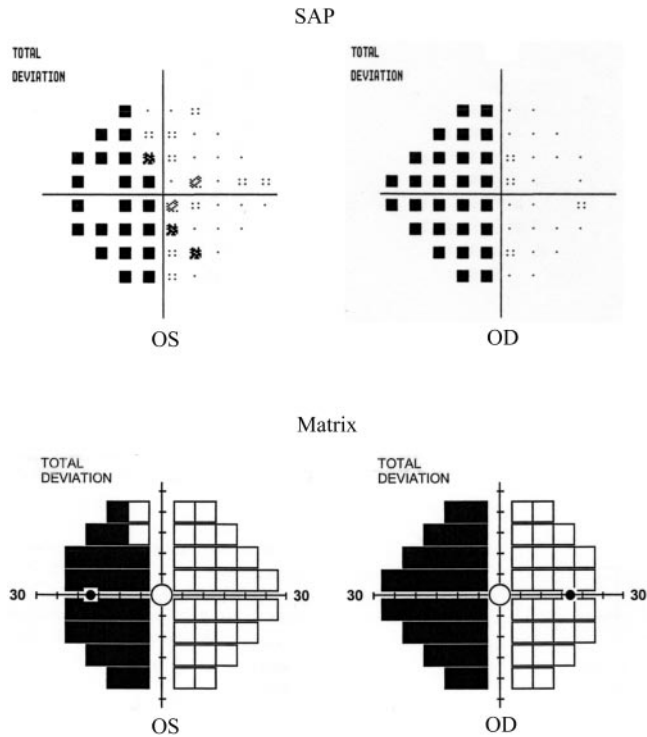 SAP
TOTAL
DEVIATION
TOTAL
DEVIATION
OS
OD
Matrix
TOTAL
DEVIATION
TOTAL
DEVIATION
30
30
30
30
OS
OD